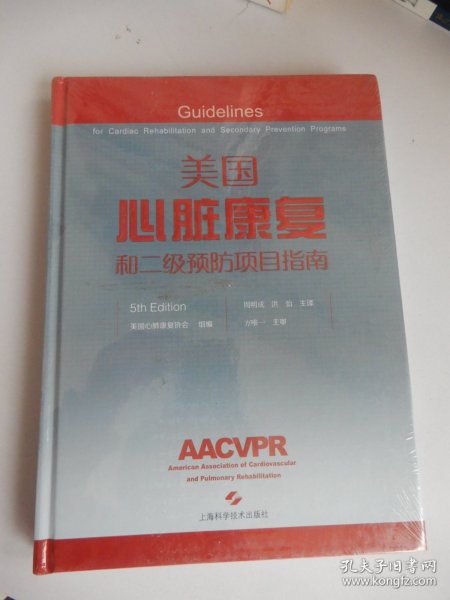 Guidelines
for Cardiac Rehabilitation and Secondary Prevention Programs
美国
心脏康复
和二级预防项目指南
5th Edition
周明成 洪怡 主译
美国心肺康复协会 组编
方唯一 主审
AACVPR
American Association of Cardiovascular
and Pulmonary Rehabilitation
上海科学技术出版社
孔夫子旧书网
www.kongfz.com